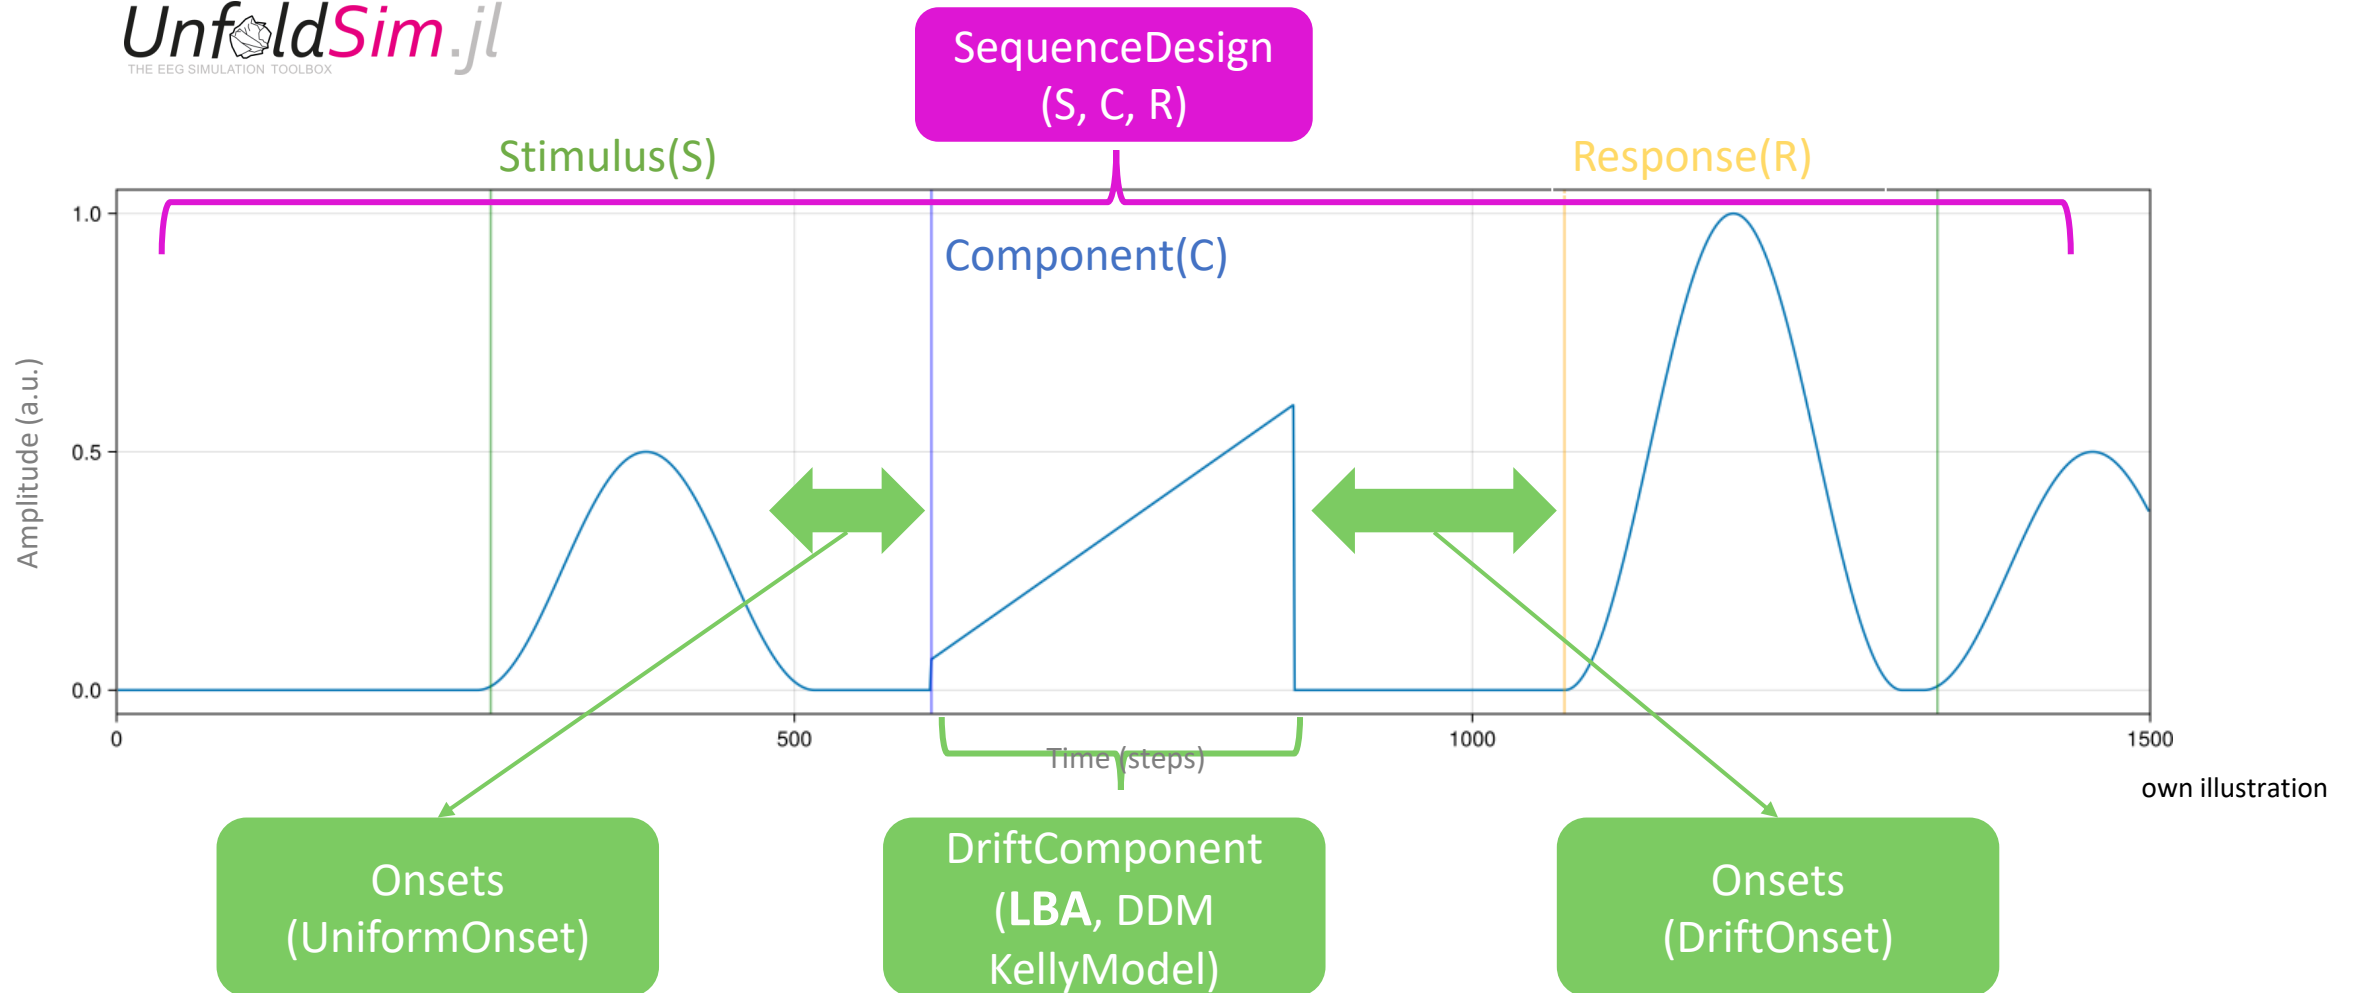 UnfoldSim.jl
THE EEG SIMULATION TOOLBOX
SequenceDesign
(S, C, R)
Stimulus(S)
Response(R)
Component(C)
1.0
0.5
0.0
Amplitude (a.u.)
0
500
1000
1500
Time (steps)
own illustration
Onsets
(UniformOnset)
DriftComponent
(LBA, DDM
KellyModel)
Onsets
(DriftOnset)